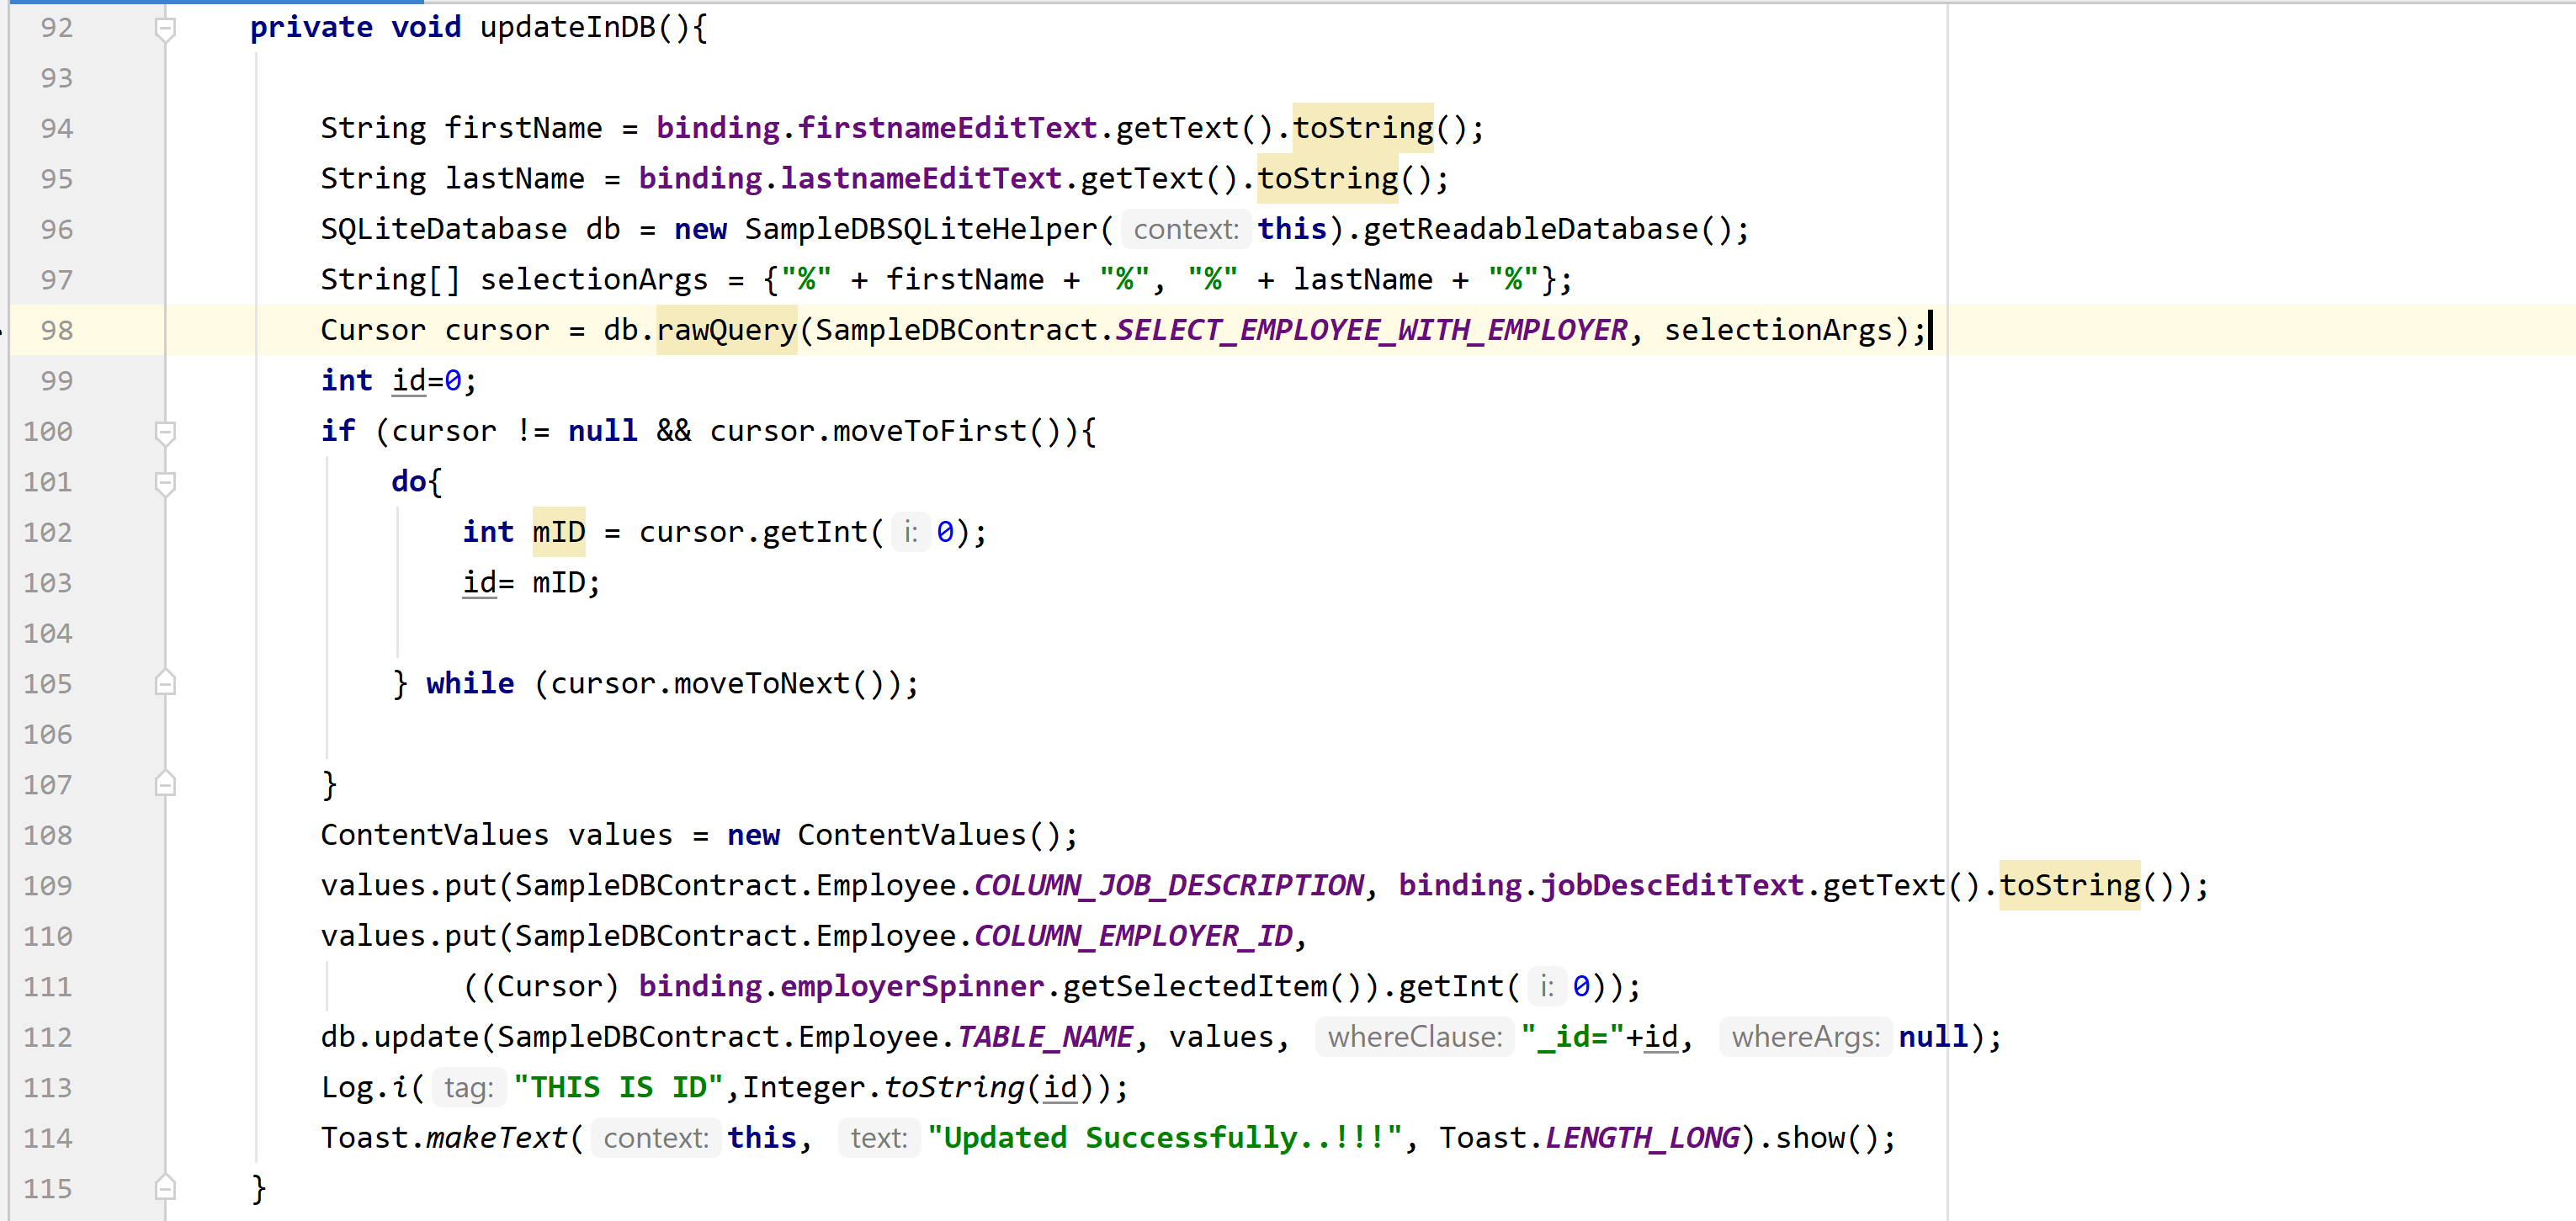 92 private void updateInDB(){
93
94 String firstName = binding.firstnameEditText.getText().toString();
95 String lastName = binding.lastnameEditText.getText().toString();
96 SQLiteDatabase db = new SampleDBSQLiteHelper( context: this).getReadableDatabase();
97 String[] selectionArgs = {"%" + firstName + "%", "%" + lastName + "%"};
98 Cursor cursor = db.rawQuery(SampleDBContract.SELECT_EMPLOYEE_WITH_EMPLOYER, selectionArgs);
99 int id=0;
100 if (cursor != null && cursor.moveToFirst()){
101 do{
102 int mID = cursor.getInt( i: 0);
103 id= mID;
104
105 } while (cursor.moveToNext());
106
107 }
108 ContentValues values = new ContentValues();
109 values.put(SampleDBContract.Employee.COLUMN_JOB_DESCRIPTION, binding.jobDescEditText.getText().toString());
110 values.put(SampleDBContract.Employee.COLUMN_EMPLOYER_ID,
111 ((Cursor) binding.employerSpinner.getSelectedItem()).getInt( i: 0));
112 db.update(SampleDBContract.Employee.TABLE_NAME, values, whereClause: "_id="+id, whereArgs: null);
113 Log.i( tag: "THIS IS ID",Integer.toString(id));
114 Toast.makeText( context: this, text: "Updated Successfully..!!!", Toast.LENGTH_LONG).show();
115 }